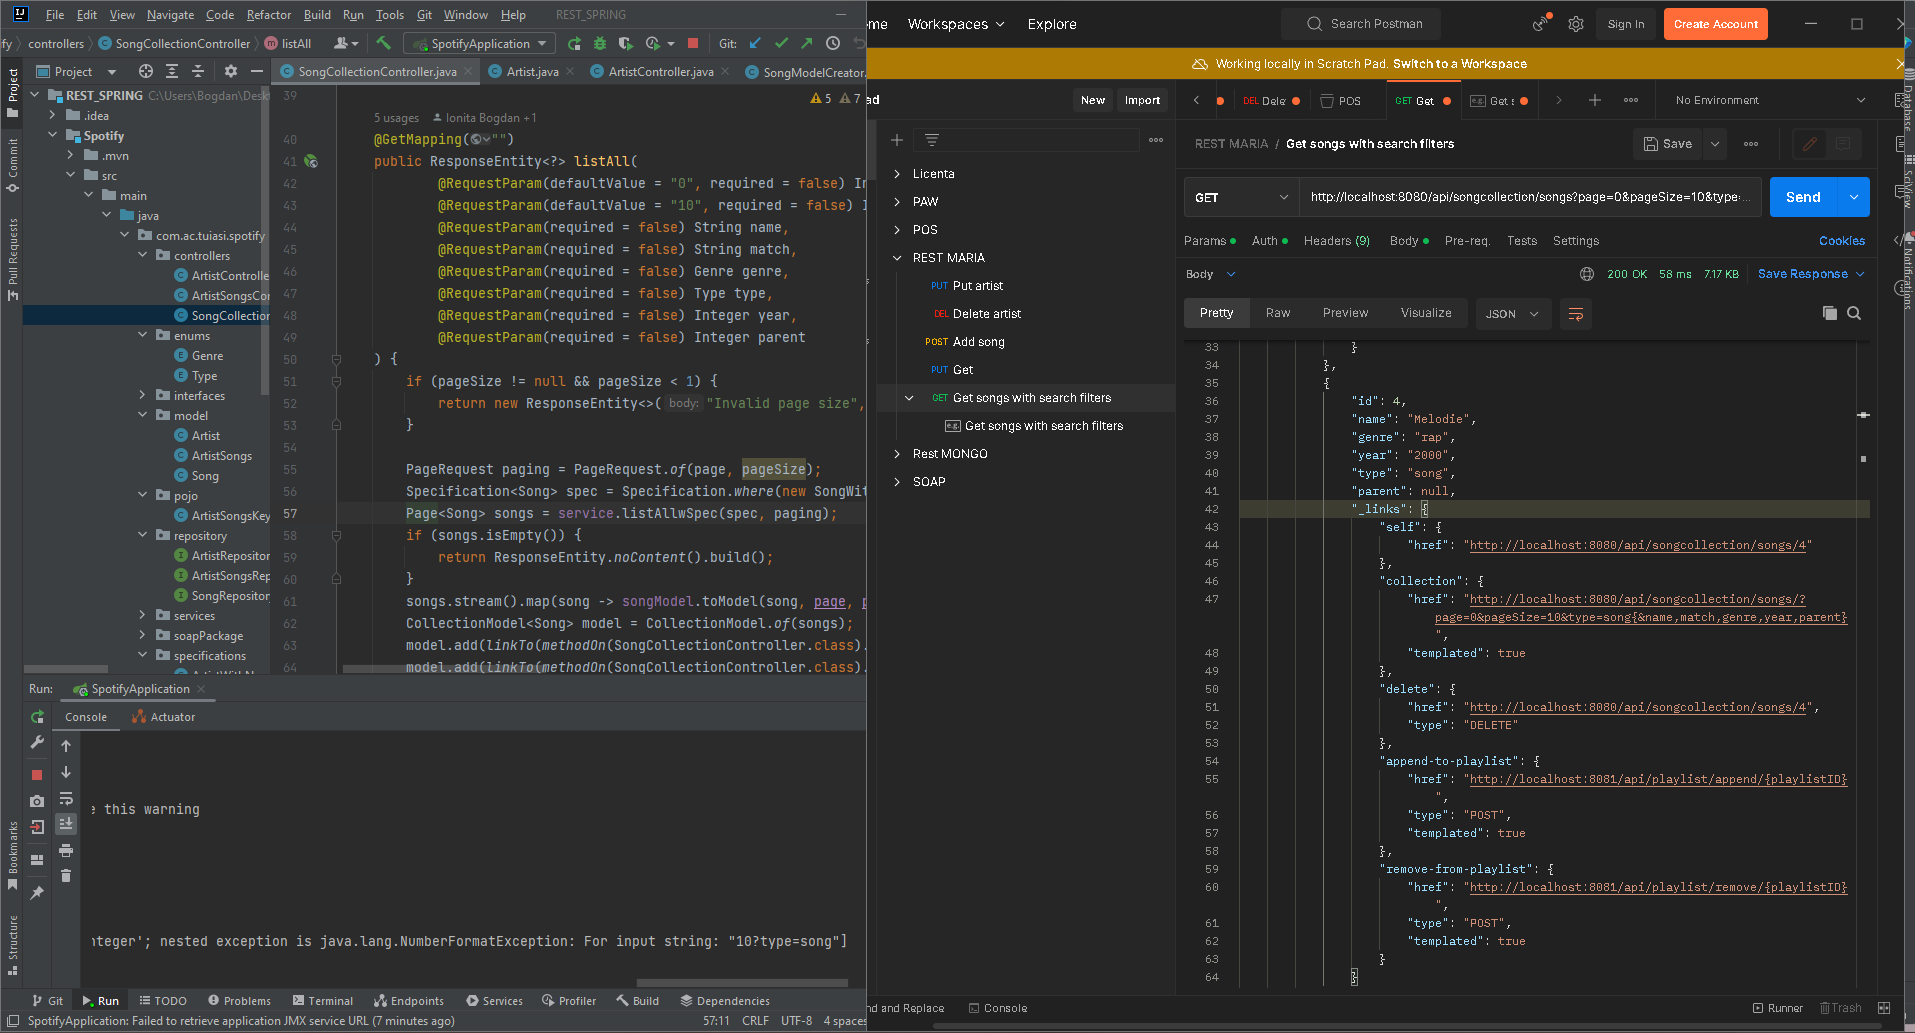 File Edit View Navigate Code Refactor Build Run Tools Git Window Help REST_SPRING
controllers SongCollectionController listAll SpotifyApplication Git:
Project SongCollectionController.java Artist.java ArtistController.java SongModelCreator.
REST_SPRING C:\Users\Bogdan\Desk
.idea
Spotify
.mvn
src
main
java
com.ac.tuiasi.spotify
controllers
ArtistControlle
ArtistSongsCo
SongCollection
enums
Genre
Type
interfaces
model
Artist
ArtistSongs
Song
pojo
ArtistSongsKey
repository
ArtistRepositor
ArtistSongsRep
SongRepository
services
soapPackage
specifications
Project
Commit
Pull Requests
Bookmarks
Structure
39
5 7
5 usages Ionita Bogdan +1
40 @GetMapping("")
41 public ResponseEntity<?> listAll(
42 @RequestParam(defaultValue = "0", required = false) In
43 @RequestParam(defaultValue = "10", required = false) I
44 @RequestParam(required = false) String name,
45 @RequestParam(required = false) String match,
46 @RequestParam(required = false) Genre genre,
47 @RequestParam(required = false) Type type,
48 @RequestParam(required = false) Integer year,
49 @RequestParam(required = false) Integer parent
50 ) {
51 if (pageSize != null && pageSize < 1) {
52 return new ResponseEntity<>( body: "Invalid page size",
53 }
54
55 PageRequest paging = PageRequest.of(page, pageSize);
56 Specification<Song> spec = Specification.where(new SongWit
57 Page<Song> songs = service.listAllwSpec(spec, paging);
58 if (songs.isEmpty()) {
59 return ResponseEntity.noContent().build();
60 }
61 songs.stream().map(song -> songModel.toModel(song, page, p
62 CollectionModel<Song> model = CollectionModel.of(songs);
63 model.add(linkTo(methodOn(SongCollectionController.class).
64 model.add(linkTo(methodOn(SongCollectionController.class).
Run: SpotifyApplication
Console Actuator
e this warning
nteger'; nested exception is java.lang.NumberFormatException: For input string: "10?type=song"]
Git Run TODO Problems Terminal Endpoints Services Profiler Build Dependencies
SpotifyApplication: Failed to retrieve application JMX service URL (7 minutes ago) 57:11 CRLF UTF-8 4 spaces
me Workspaces Explore Search Postman Sign In Create Account
Working locally in Scratch Pad. Switch to a Workspace
ad New Import
DEL Dele POS GET Get Get s No Environment
REST MARIA / Get songs with search filters Save
Licenta
PAW
POS
REST MARIA
PUT Put artist
DEL Delete artist
POST Add song
PUT Get
GET Get songs with search filters
e.g. Get songs with search filters
Rest MONGO
SOAP
GET http://localhost:8080/api/songcollection/songs?page=0&pageSize=10&type-... Send
Params Auth Headers (9) Body Pre-req. Tests Settings Cookies
Body 200 OK 58 ms 7.17 KB Save Response
Pretty Raw Preview Visualize JSON
33 }
34 },
35 {
36 "id": 4,
37 "name": "Melodie",
38 "genre": "rap",
39 "year": "2000",
40 "type": "song",
41 "parent": null,
42 "_links": {
43 "self": {
44 "href": "http://localhost:8080/api/songcollection/songs/4"
45 },
46 "collection": {
47 "href": "http://localhost:8080/api/songcollection/songs/?
page=0&pageSize=10&type=song{&name,match,genre,year,parent}
",
48 "templated": true
49 },
50 "delete": {
51 "href": "http://localhost:8080/api/songcollection/songs/4",
52 "type": "DELETE"
53 },
54 "append-to-playlist": {
55 "href": "http://localhost:8081/api/playlist/append/{playlistID}
",
56 "type": "POST",
57 "templated": true
58 },
59 "remove-from-playlist": {
60 "href": "http://localhost:8081/api/playlist/remove/{playlistID}
",
61 "type": "POST",
62 "templated": true
63 }
64 }
nd and Replace Console Runner Trash
Database
SciView
Notifications